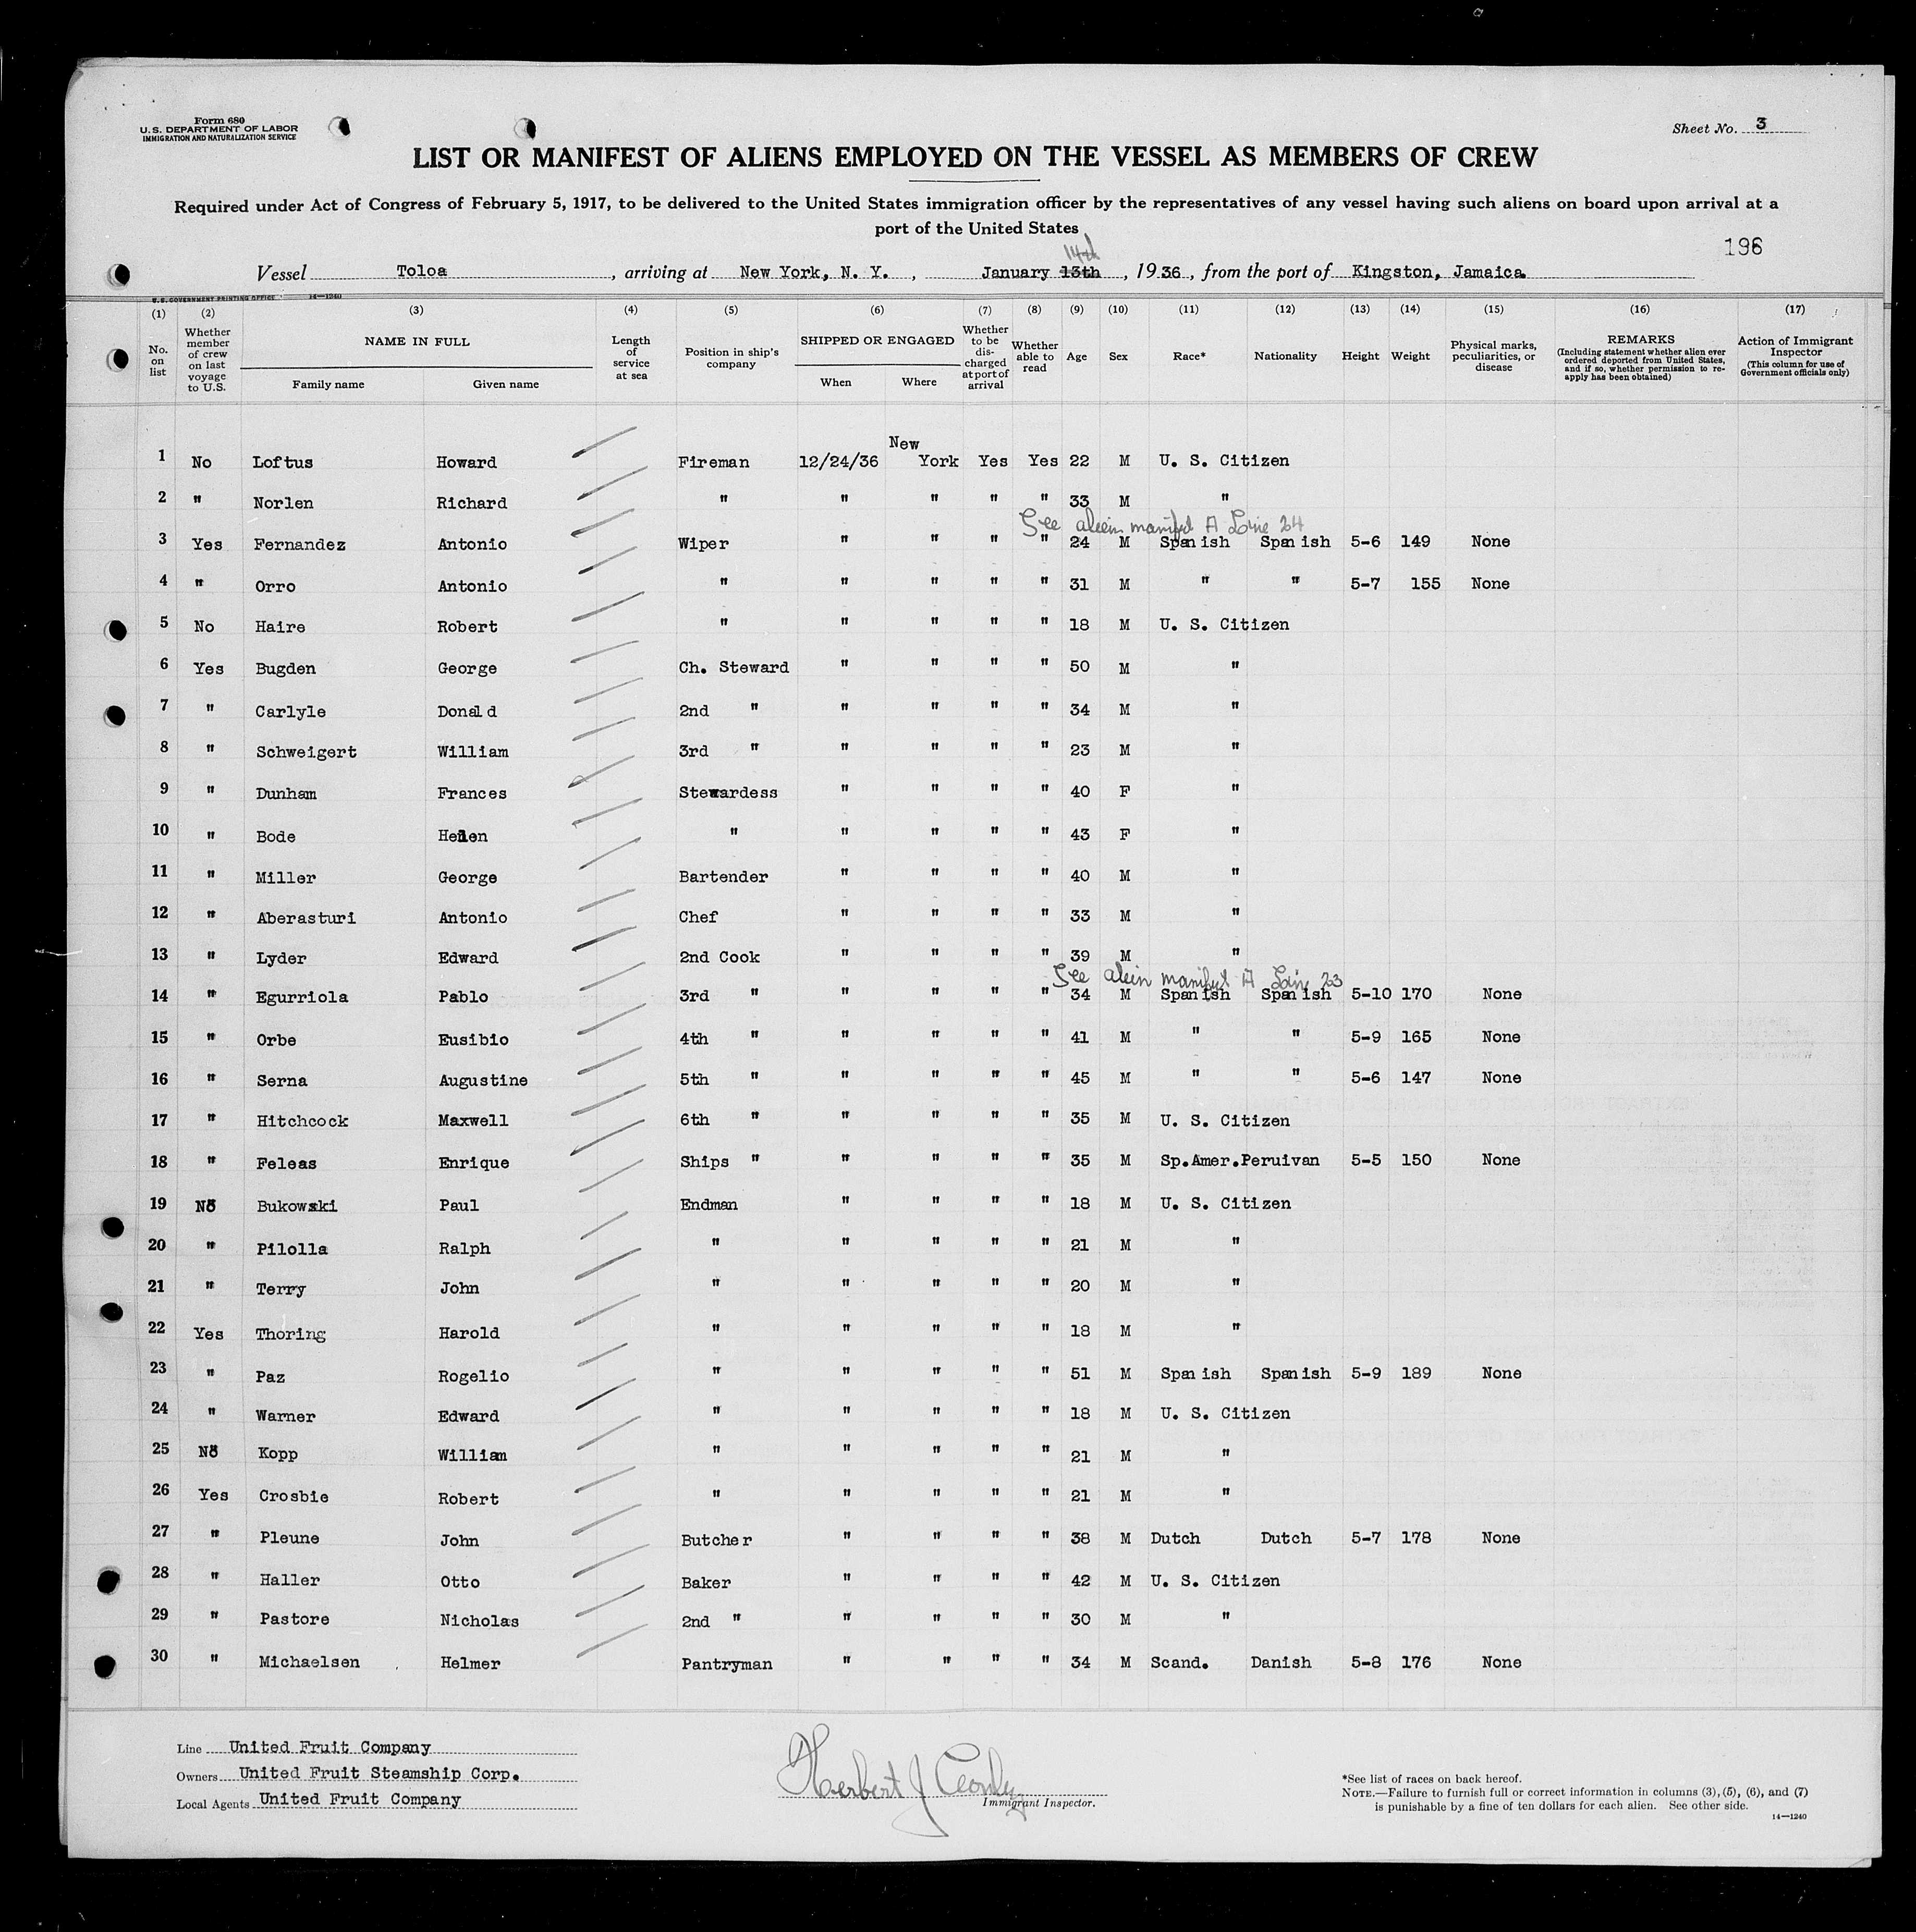 Form 680
U. S. DEPARTMENT OF LABOR
IMMIGRATION AND NATURALIZATION SERVICE
Sheet No. 3
LIST OR MANIFEST OF ALIENS EMPLOYED ON THE VESSEL AS MEMBERS OF CREW
Required under Act of Congress of February 5, 1917, to be delivered to the United States immigration officer by the representatives of any vessel having such aliens on board upon arrival at a
port of the United States
196
14th
Vessel Toloa, arriving at New York, N. Y., January 13th, 1936, from the port of Kingston, Jamaica.
U. S. GOVERNMENT PRINTING OFFICE 14—1240
(1) (2) (3) (4) (5) (6) (7) (8) (9) (10) (11) (12) (13) (14) (15) (16) (17)
No. on list
Whether member of crew on last voyage to U.S.
NAME IN FULL
Family name Given name
Length of service at sea
Position in ship's company
SHIPPED OR ENGAGED
When Where
Whether to be discharged at port of arrival
Whether able to read
Age Sex Race* Nationality Height Weight
Physical marks, peculiarities, or disease
REMARKS
(Including statement whether alien ever ordered deported from United States, and if so, whether permission to reapply has been obtained)
Action of Immigrant Inspector
(This column for use of Government officials only)
1 No Loftus Howard Fireman 12/24/36 New York Yes Yes 22 M U. S. Citizen
2 " Norlen Richard " " " " " 33 M "
See alein manifest A Line 24
3 Yes Fernandez Antonio Wiper " " " " 24 M Spanish Spanish 5-6 149 None
4 " Orro Antonio " " " " " 31 M " " 5-7 155 None
5 No Haire Robert " " " " " 18 M U. S. Citizen
6 Yes Bugden George Ch. Steward " " " " 50 M "
7 " Carlyle Donald 2nd " " " " " 34 M "
8 " Schweigert William 3rd " " " " " 23 M "
9 " Dunham Frances Stewardess " " " " 40 F "
10 " Bode Helen " " " " " 43 F "
11 " Miller George Bartender " " " " 40 M "
12 " Aberasturi Antonio Chef " " " " 33 M "
13 " Lyder Edward 2nd Cook " " " " 39 M "
See alein manifest A Line 23
14 " Egurriola Pablo 3rd " " " " " 34 M Spanish Spanish 5-10 170 None
15 " Orbe Eusibio 4th " " " " " 41 M " " 5-9 165 None
16 " Serna Augustine 5th " " " " " 45 M " " 5-6 147 None
17 " Hitchcock Maxwell 6th " " " " " 35 M U. S. Citizen
18 " Feleas Enrique Ships " " " " " 35 M Sp.Amer. Peruivan 5-5 150 None
19 No Bukowski Paul Endman " " " " 18 M U. S. Citizen
20 " Pilolla Ralph " " " " " 21 M "
21 " Terry John " " " " " 20 M "
22 Yes Thoring Harold " " " " " 18 M "
23 " Paz Rogelio " " " " " 51 M Spanish Spanish 5-9 189 None
24 " Warner Edward " " " " " 18 M U. S. Citizen
25 No Kopp William " " " " " 21 M "
26 Yes Crosbie Robert " " " " " 21 M "
27 " Pleune John Butcher " " " " 38 M Dutch Dutch 5-7 178 None
28 " Haller Otto Baker " " " " 42 M U. S. Citizen
29 " Pastore Nicholas 2nd " " " " " 30 M "
30 " Michaelsen Helmer Pantryman " " " " 34 M Scand. Danish 5-8 176 None
Line United Fruit Company
Owners United Fruit Steamship Corp.
Local Agents United Fruit Company
Herbert J
Immigrant Inspector.
*See list of races on back hereof.
NOTE.—Failure to furnish full or correct information in columns (3), (5), (6), and (7)
is punishable by a fine of ten dollars for each alien. See other side.
14—1240